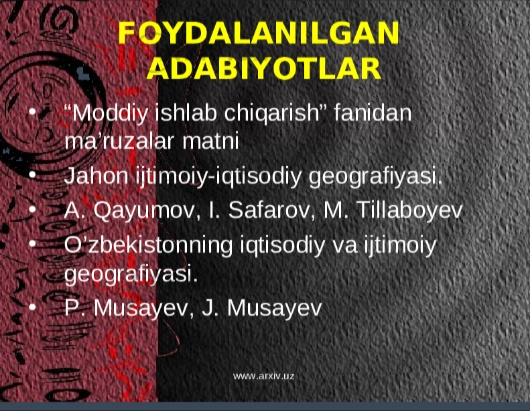 FOYDALANILGAN
ADABIYOTLAR
• “Moddiy ishlab chiqarish” fanidan
ma’ruzalar matni
• Jahon ijtimoiy-iqtisodiy geografiyasi.
• A. Qayumov, I. Safarov, M. Tillaboyev
• O’zbekistonning iqtisodiy va ijtimoiy
geografiyasi.
• P. Musayev, J. Musayev
www.arxiv.uz